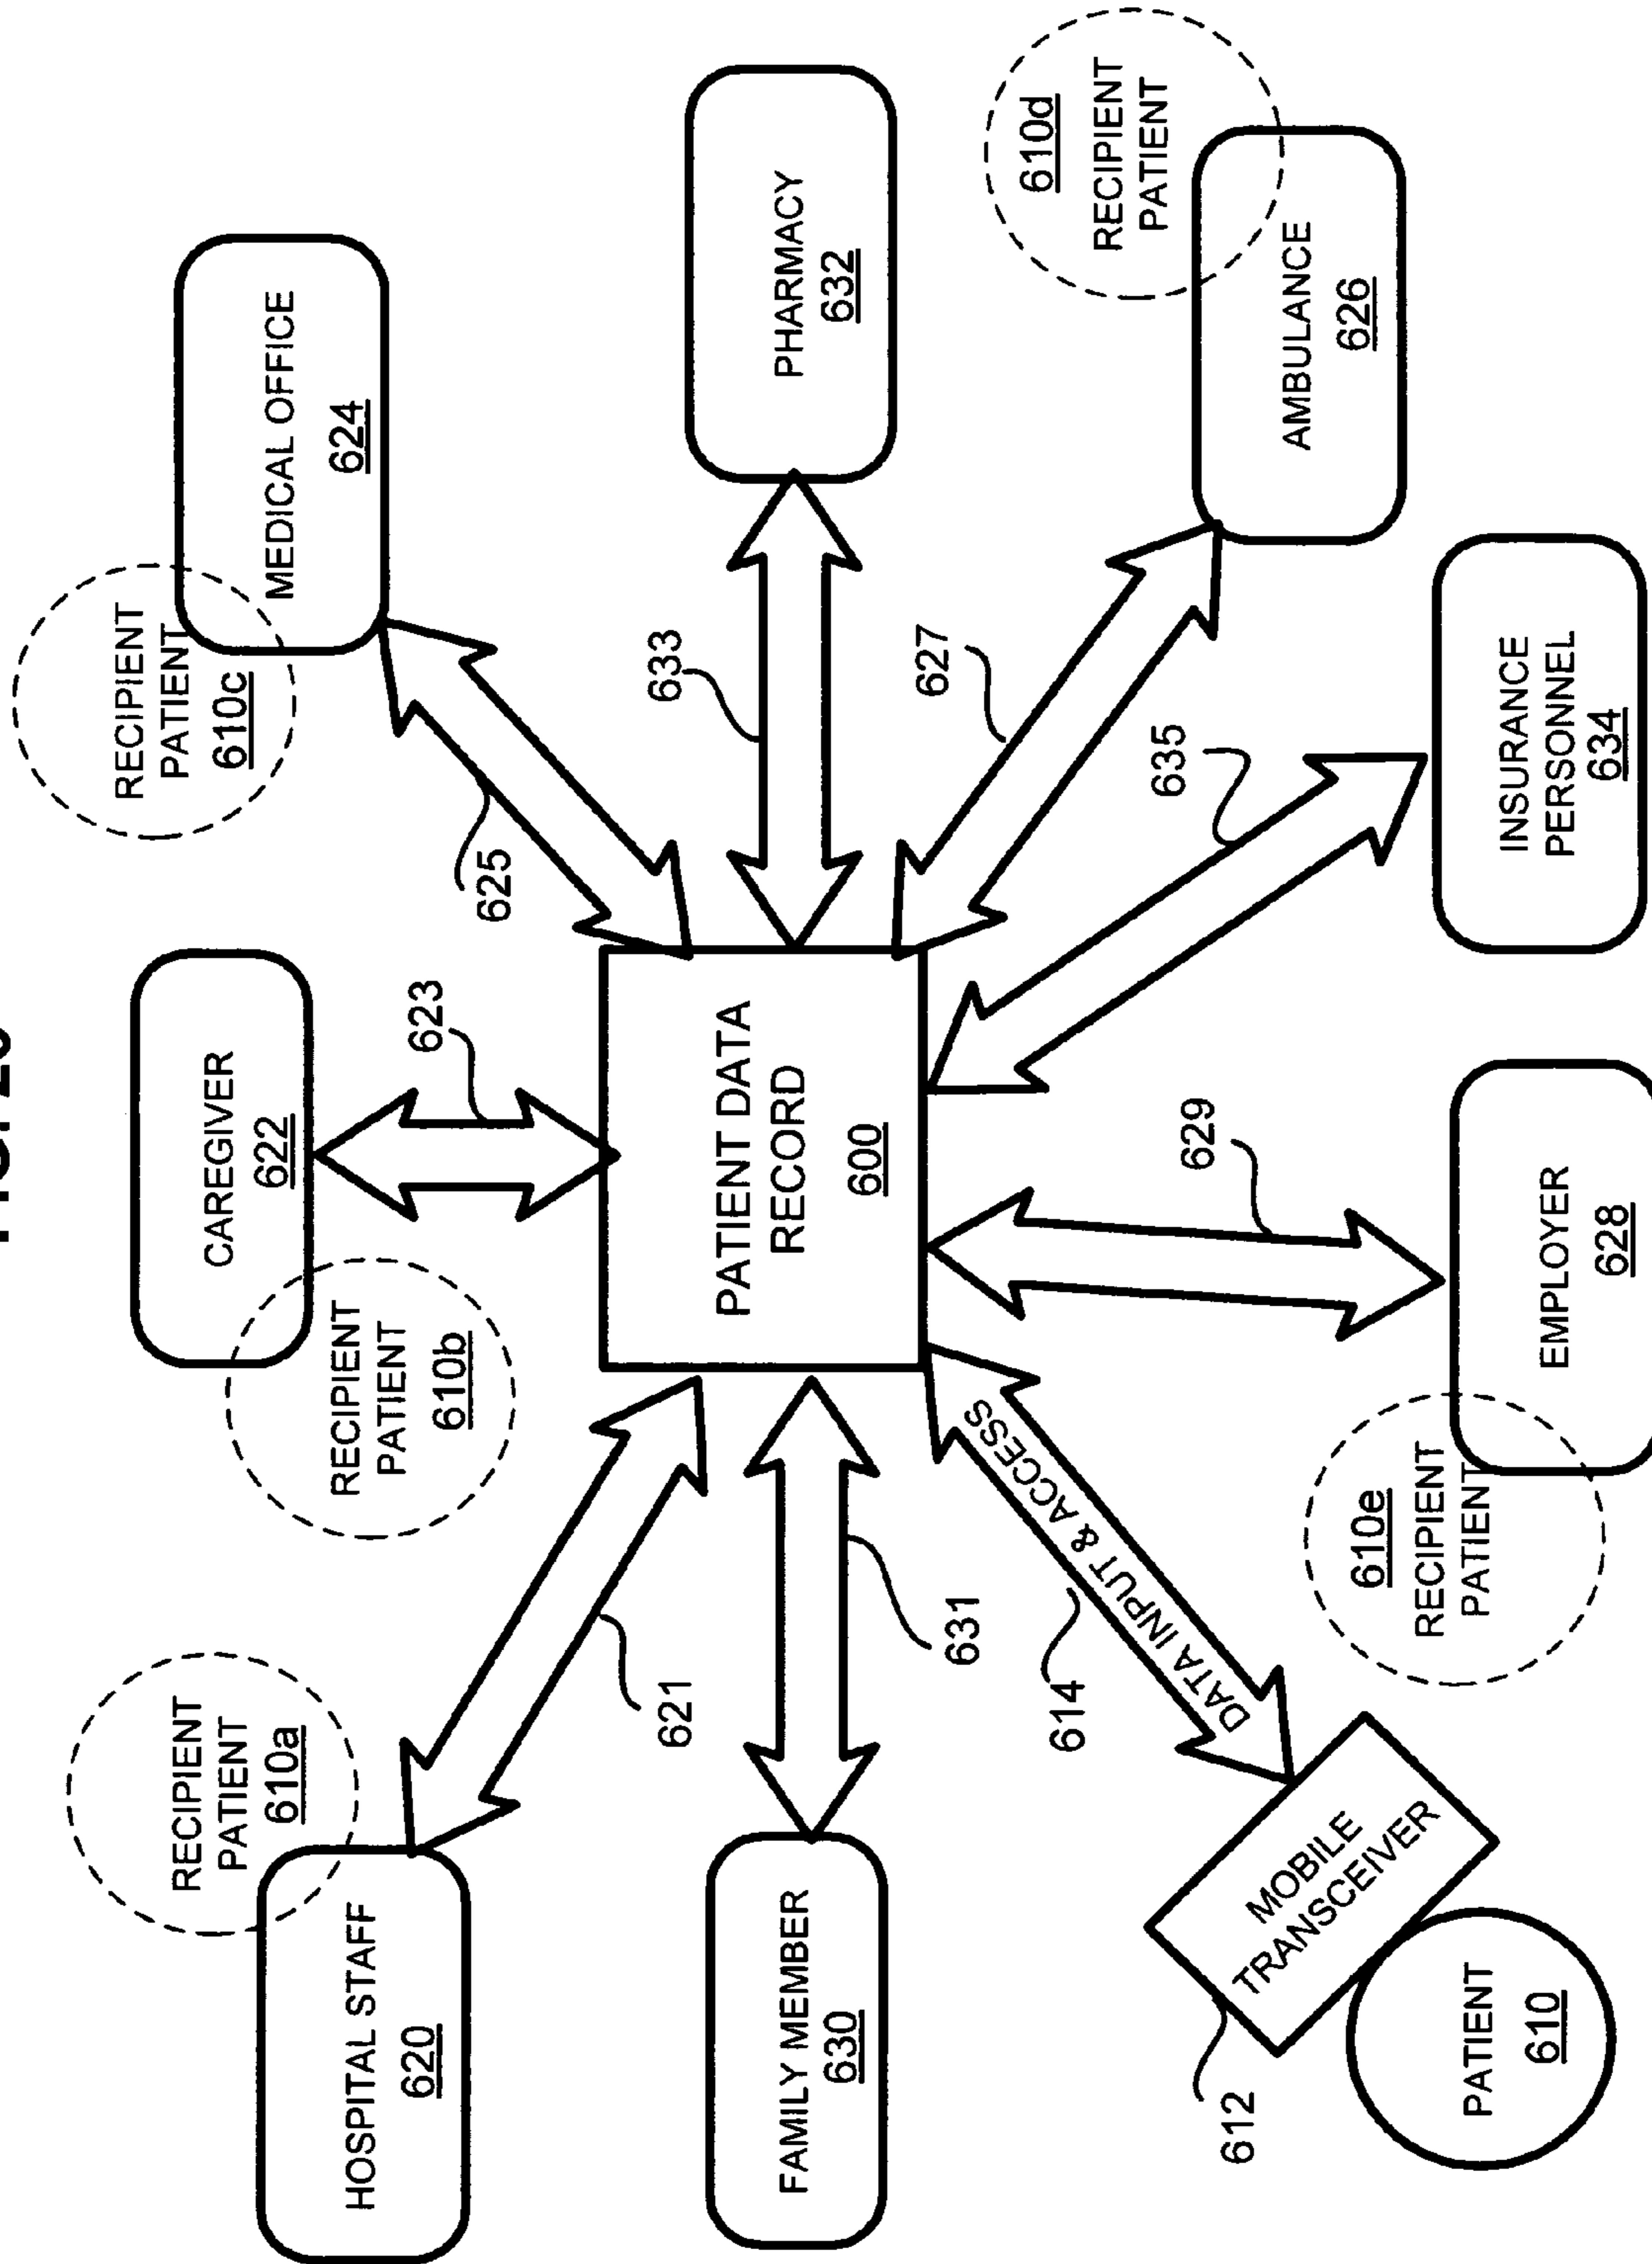 CAREGIVER
622
623
RECIPIENT
PATIENT
610b
RECIPIENT
PATIENT
610c
MEDICAL OFFICE
624
625
RECIPIENT
PATIENT
610a
HOSPITAL STAFF
620
621
PATIENT DATA
RECORD
600
633
PHARMACY
632
FAMILY MEMBER
630
631
627
610d
RECIPIENT
PATIENT
AMBULANCE
626
614
DATA INPUT & ACCESS
629
635
612
MOBILE
TRANSCEIVER
PATIENT
610
610e
RECIPIENT
PATIENT
EMPLOYER
628
INSURANCE
PERSONNEL
634